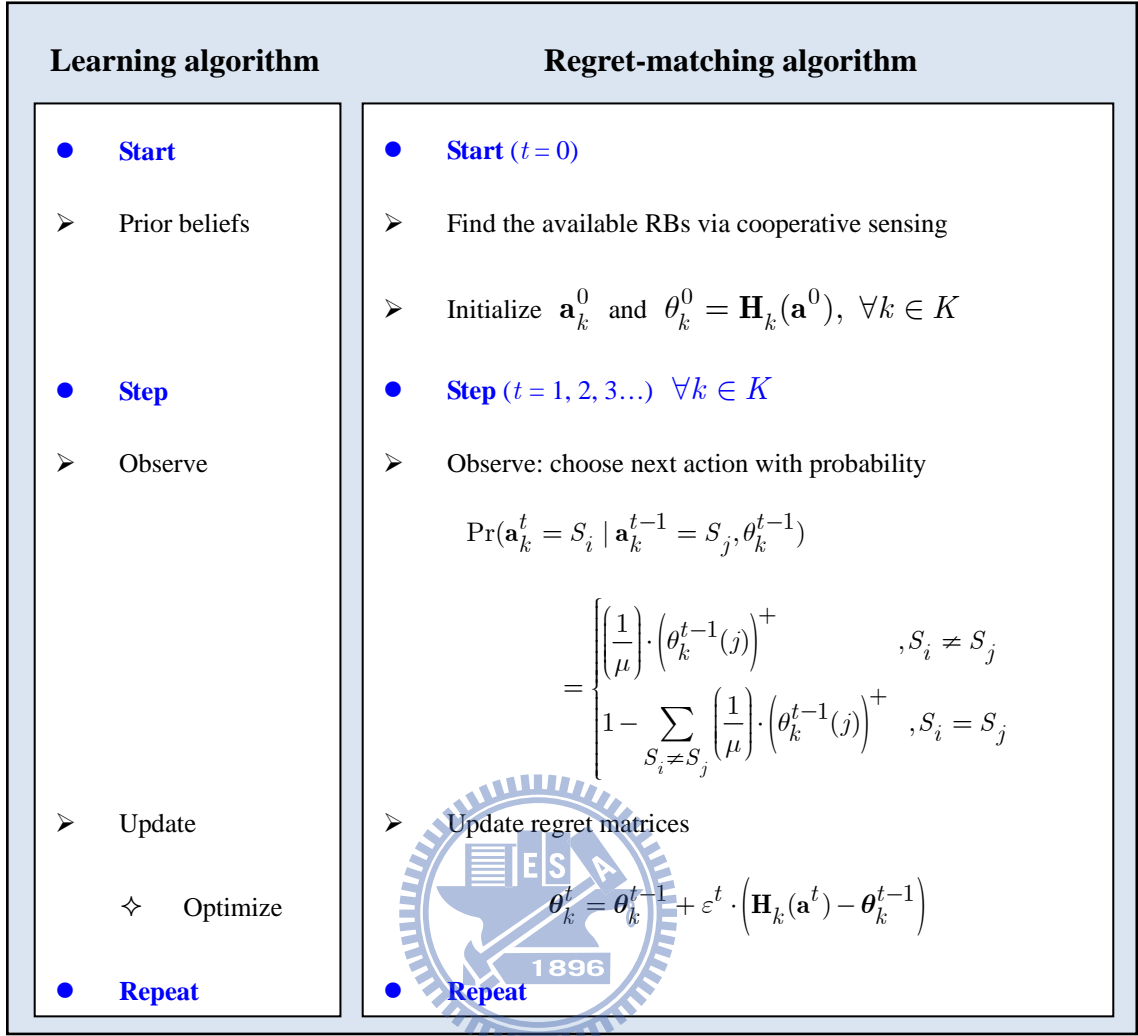 Learning algorithm
Regret-matching algorithm
● Start
➢ Prior beliefs
● Step
➢ Observe
➢ Update
✧ Optimize
● Repeat
● Start (t = 0)
➢ Find the available RBs via cooperative sensing
➢ Initialize a_k^0 and θ_k^0 = H_k(a^0), ∀k ∈ K
● Step (t = 1, 2, 3…) ∀k ∈ K
➢ Observe: choose next action with probability
Pr(a_k^t = S_i | a_k^{t−1} = S_j, θ_k^{t−1})
= { (1/μ) · (θ_k^{t−1}(j))^+ , S_i ≠ S_j
1 − ∑_{S_i≠S_j} (1/μ) · (θ_k^{t−1}(j))^+ , S_i = S_j
➢ Update regret matrices
θ_k^t = θ_k^{t−1} + ε^t · (H_k(a^t) − θ_k^{t−1})
● Repeat
E S A
1896